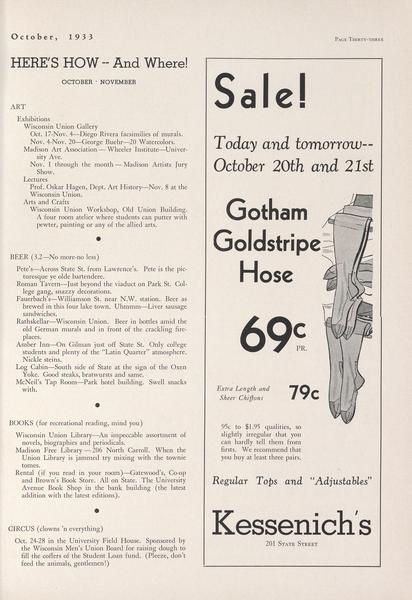 October, 1933
PAGE THIRTY-THREE
HERE'S HOW -- And Where!
OCTOBER · NOVEMBER
ART
Exhibitions
Wisconsin Union Gallery
Oct. 17-Nov. 4—Diego Rivera facsimilies of murals.
Nov. 4-Nov. 20—George Buehr—20 Watercolors.
Madison Art Association — Wheeler Institute—Univer-
sity Ave.
Nov. 1 through the month — Madison Artists Jury
Show.
Lectures
Prof. Oskar Hagen, Dept. Art History—Nov. 8 at the
Wisconsin Union.
Arts and Crafts
Wisconsin Union Workshop, Old Union Building.
A four room atelier where students can putter with
pewter, painting or any of the allied arts.
BEER (3.2—No more-no less)
Pete's—Across State St. from Lawrence's. Pete is the pic-
turesque ye olde bartendere.
Roman Tavern—Just beyond the viaduct on Park St. Col-
lege gang, snazzy decorations.
Fauerbach's—Williamson St. near N.W. station. Beer as
brewed in this four lake town. Uhmmm—Liver sausage
sandwiches.
Rathskellar—Wisconsin Union. Beer in bottles amid the
old German murals and in front of the crackling fire-
places.
Amber Inn—On Gilman just off State St. Only college
students and plenty of the "Latin Quarter" atmosphere.
Nickle steins.
Log Cabin—South side of State at the sign of the Oxen
Yoke. Good steaks, bratwursts and same.
McNeil's Tap Room—Park hotel building. Swell snacks
with.
BOOKS (for recreational reading, mind you)
Wisconsin Union Library—An impeccable assortment of
novels, biographies and periodicals.
Madison Free Library — 206 North Carroll. When the
Union Library is jammed try mixing with the townie
tomes.
Rental (if you read in your room)—Gatewood's, Co-op
and Brown's Book Store. All on State. The University
Avenue Book Shop in the bank building (the latest
addition with the latest editions).
CIRCUS (clowns 'n everything)
Oct. 24-28 in the University Field House. Sponsored by
the Wisconsin Men's Union Board for raising dough to
fill the coffers of the Student Loan fund. (Pleeze, don't
feed the animals, gentlemen!)
Sale!
Today and tomorrow--
October 20th and 21st
Gotham
Goldstripe
Hose
69c
PR.
Extra Length and
Sheer Chiffons
79c
95c to $1.95 qualities, so
slightly irregular that you
can hardly tell them from
firsts. We recommend that
you buy at least three pairs.
Regular Tops and "Adjustables"
Kessenich's
201 STATE STREET